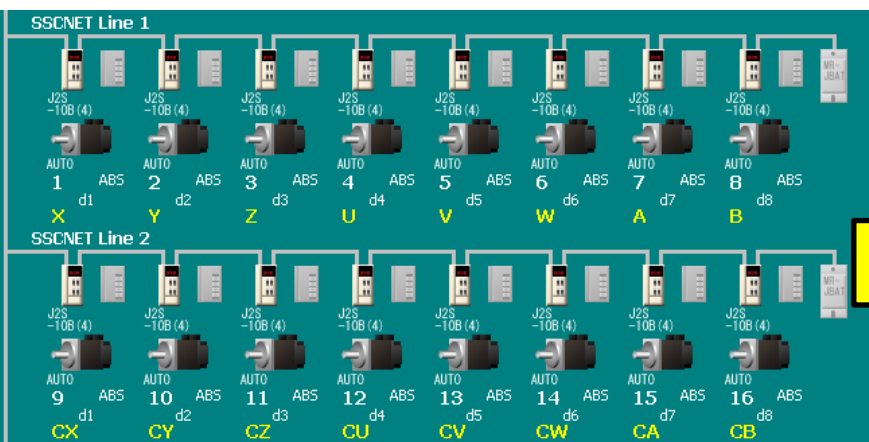 SSCNET Line 1
MR-
JBAT
J2S J2S J2S J2S J2S J2S J2S J2S
-10B(4) -10B(4) -10B(4) -10B(4) -10B(4) -10B(4) -10B(4) -10B(4)
AUTO AUTO AUTO AUTO AUTO AUTO AUTO AUTO
1 ABS 2 ABS 3 ABS 4 ABS 5 ABS 6 ABS 7 ABS 8 ABS
d1 d2 d3 d4 d5 d6 d7 d8
X Y Z U V W A B
SSCNET Line 2
MR-
JBAT
J2S J2S J2S J2S J2S J2S J2S J2S
-10B(4) -10B(4) -10B(4) -10B(4) -10B(4) -10B(4) -10B(4) -10B(4)
AUTO AUTO AUTO AUTO AUTO AUTO AUTO AUTO
9 ABS 10 ABS 11 ABS 12 ABS 13 ABS 14 ABS 15 ABS 16 ABS
d1 d2 d3 d4 d5 d6 d7 d8
CX CY CZ CU CV CW CA CB